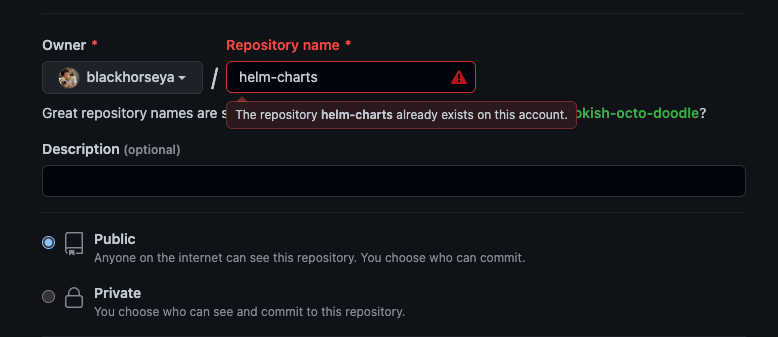 Owner * Repository name *
blackhorseya / helm-charts
Great repository names are s okish-octo-doodle?
The repository helm-charts already exists on this account.
Description (optional)
Public
Anyone on the internet can see this repository. You choose who can commit.
Private
You choose who can see and commit to this repository.